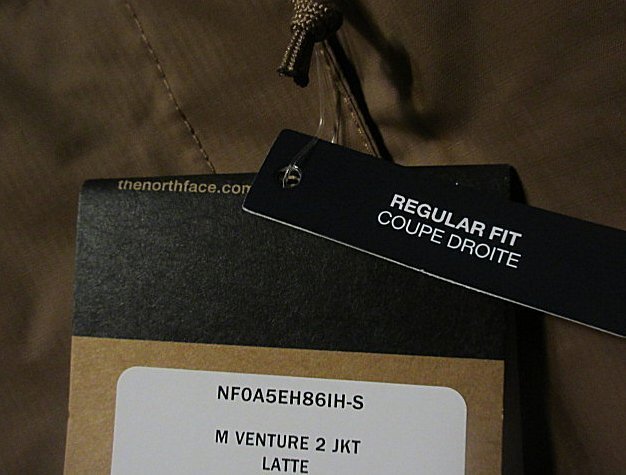 thenorthface.com
REGULAR FIT
COUPE DROITE
NF0A5EH86IH-S
M VENTURE 2 JKT
LATTE